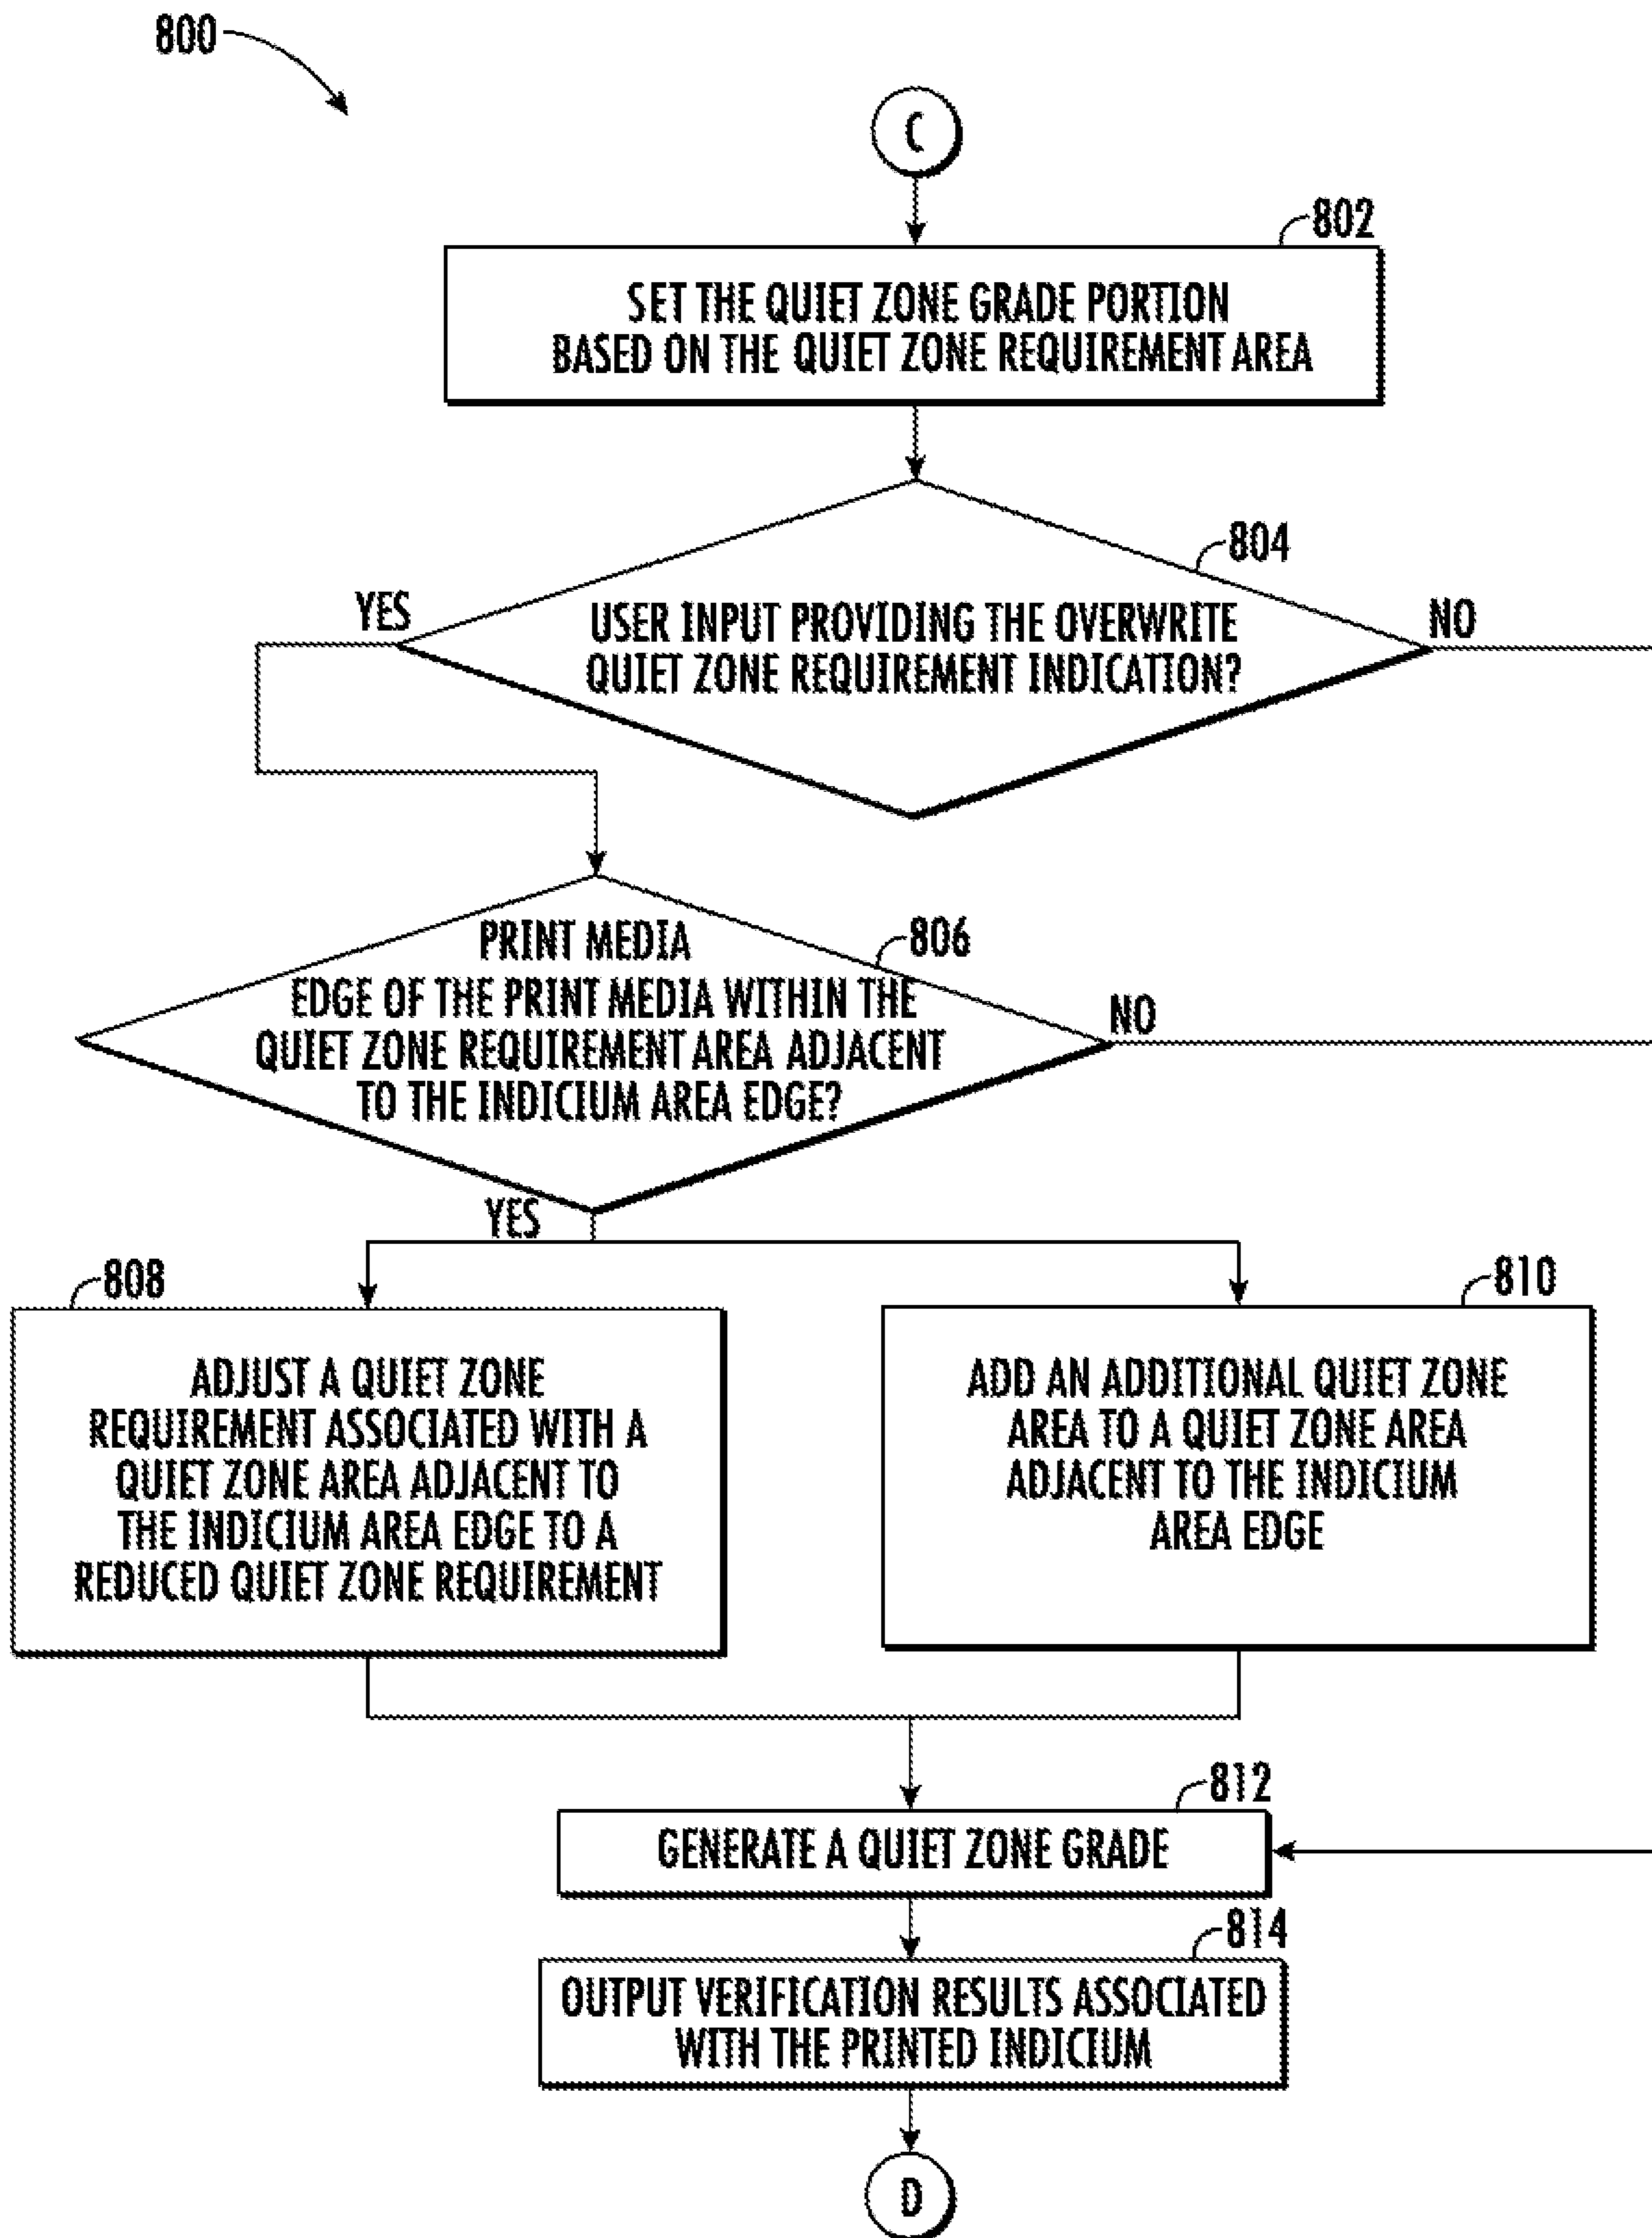 800
C
802
SET THE QUIET ZONE GRADE PORTION
BASED ON THE QUIET ZONE REQUIREMENT AREA
804
YES
NO
USER INPUT PROVIDING THE OVERWRITE
QUIET ZONE REQUIREMENT INDICATION?
806
PRINT MEDIA
EDGE OF THE PRINT MEDIA WITHIN THE
QUIET ZONE REQUIREMENT AREA ADJACENT
TO THE INDICIUM AREA EDGE?
NO
YES
808
ADJUST A QUIET ZONE
REQUIREMENT ASSOCIATED WITH A
QUIET ZONE AREA ADJACENT TO
THE INDICIUM AREA EDGE TO A
REDUCED QUIET ZONE REQUIREMENT
810
ADD AN ADDITIONAL QUIET ZONE
AREA TO A QUIET ZONE AREA
ADJACENT TO THE INDICIUM
AREA EDGE
812
GENERATE A QUIET ZONE GRADE
814
OUTPUT VERIFICATION RESULTS ASSOCIATED
WITH THE PRINTED INDICIUM
D